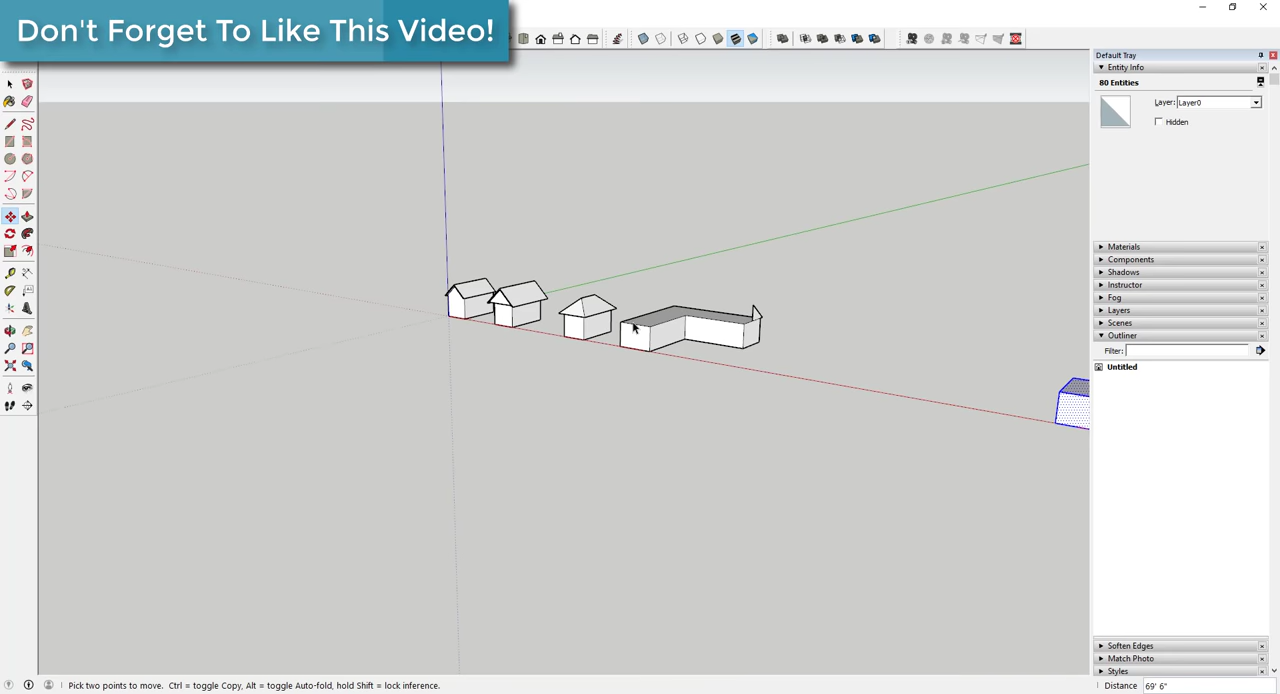 Don't Forget To Like This Video!
Default Tray
Entity Info
80 Entities
Layer: Layer0
Hidden
Materials
Components
Shadows
Instructor
Fog
Layers
Scenes
Outliner
Filter:
Untitled
Soften Edges
Match Photo
Styles
Pick two points to move. Ctrl = toggle Copy, Alt = toggle Auto-fold, hold Shift = lock inference.
Distance 69' 6"